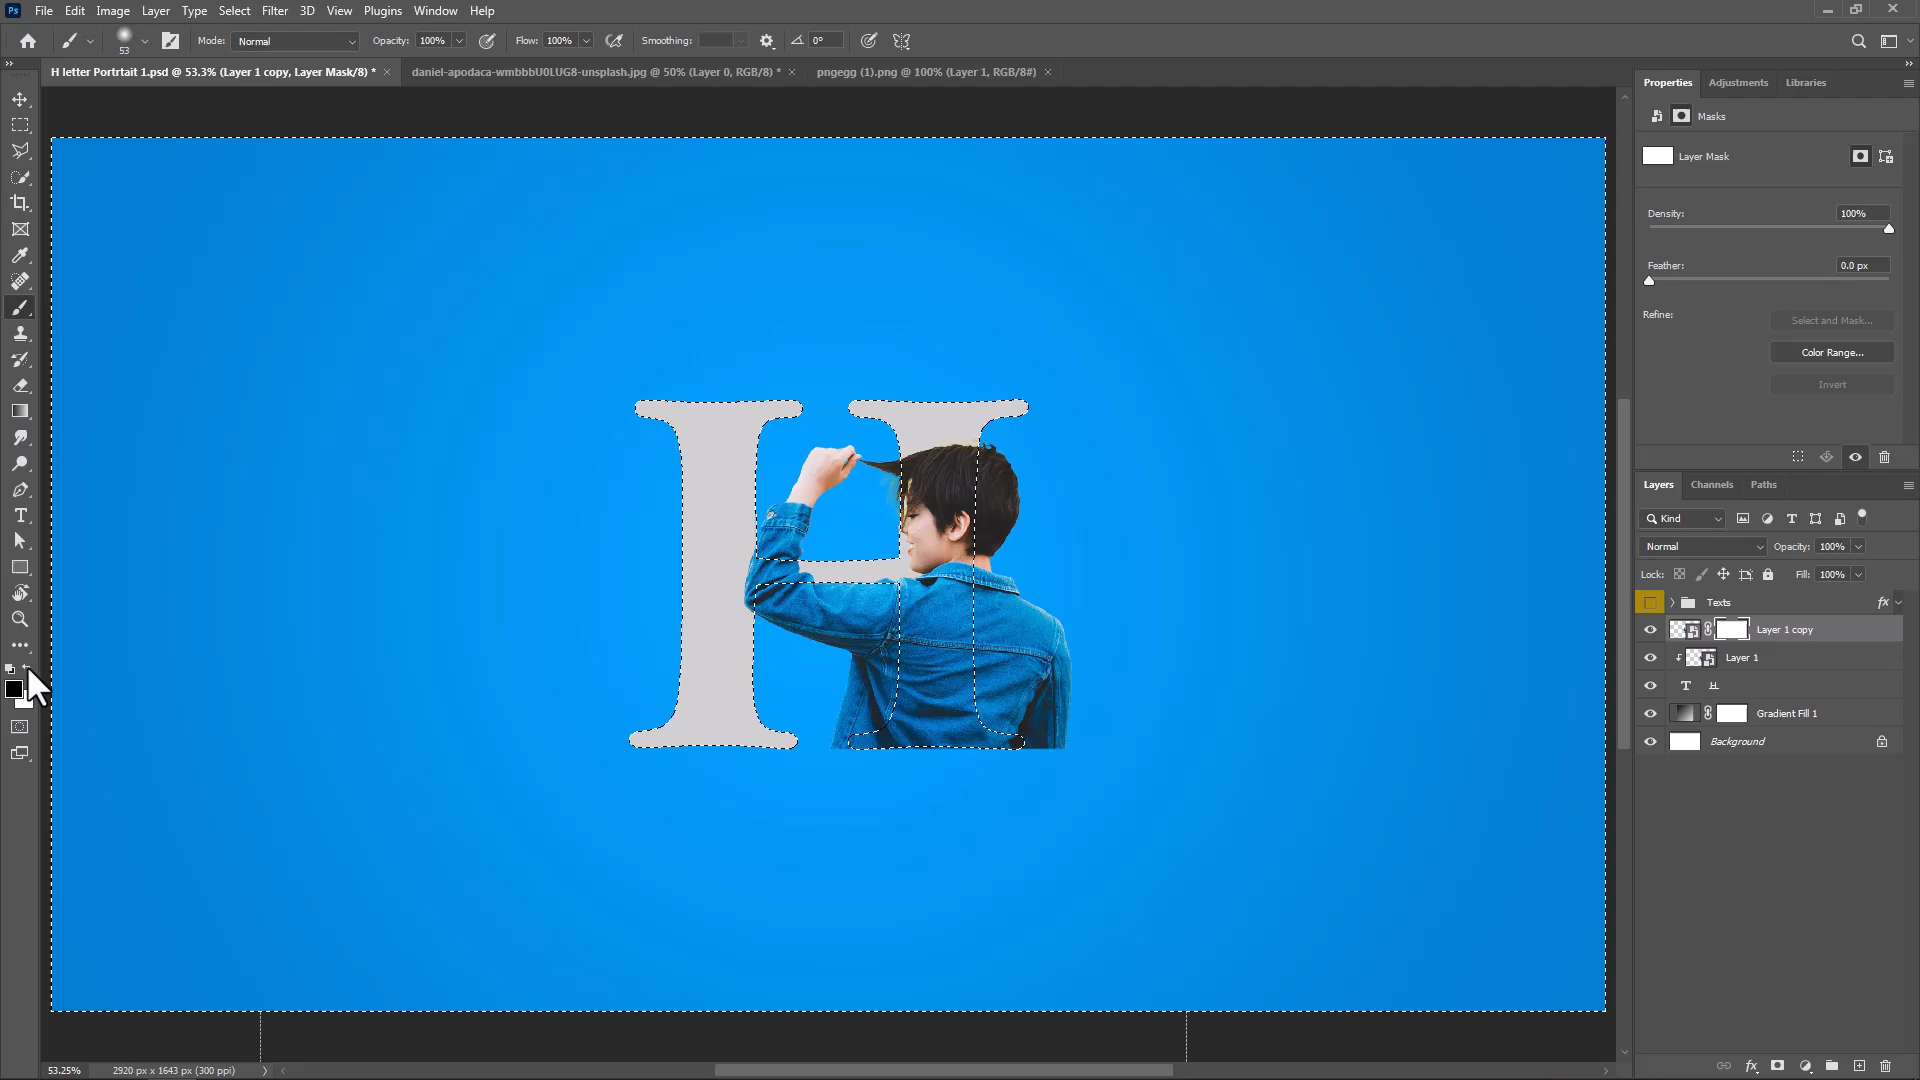 Ps File Edit Image Layer Type Select Filter 3D View Plugins Window Help
53 Mode: Normal Opacity: 100% Flow: 100% Smoothing: 0°
H letter Portrtait 1.psd @ 53.3% (Layer 1 copy, Layer Mask/8) * × daniel-apodaca-wmbbbU0LUG8-unsplash.jpg @ 50% (Layer 0, RGB/8) * × pngegg (1).png @ 100% (Layer 1, RGB/8#) ×
Properties Adjustments Libraries
Masks
Layer Mask
Density: 100%
Feather: 0.0 px
Refine: Select and Mask...
Color Range...
Invert
Layers Channels Paths
Kind
Normal Opacity: 100%
Lock: Fill: 100%
Texts fx
Layer 1 copy
Layer 1
T H
Gradient Fill 1
Background
H
53.25% 2920 px x 1643 px (300 ppi)
fx